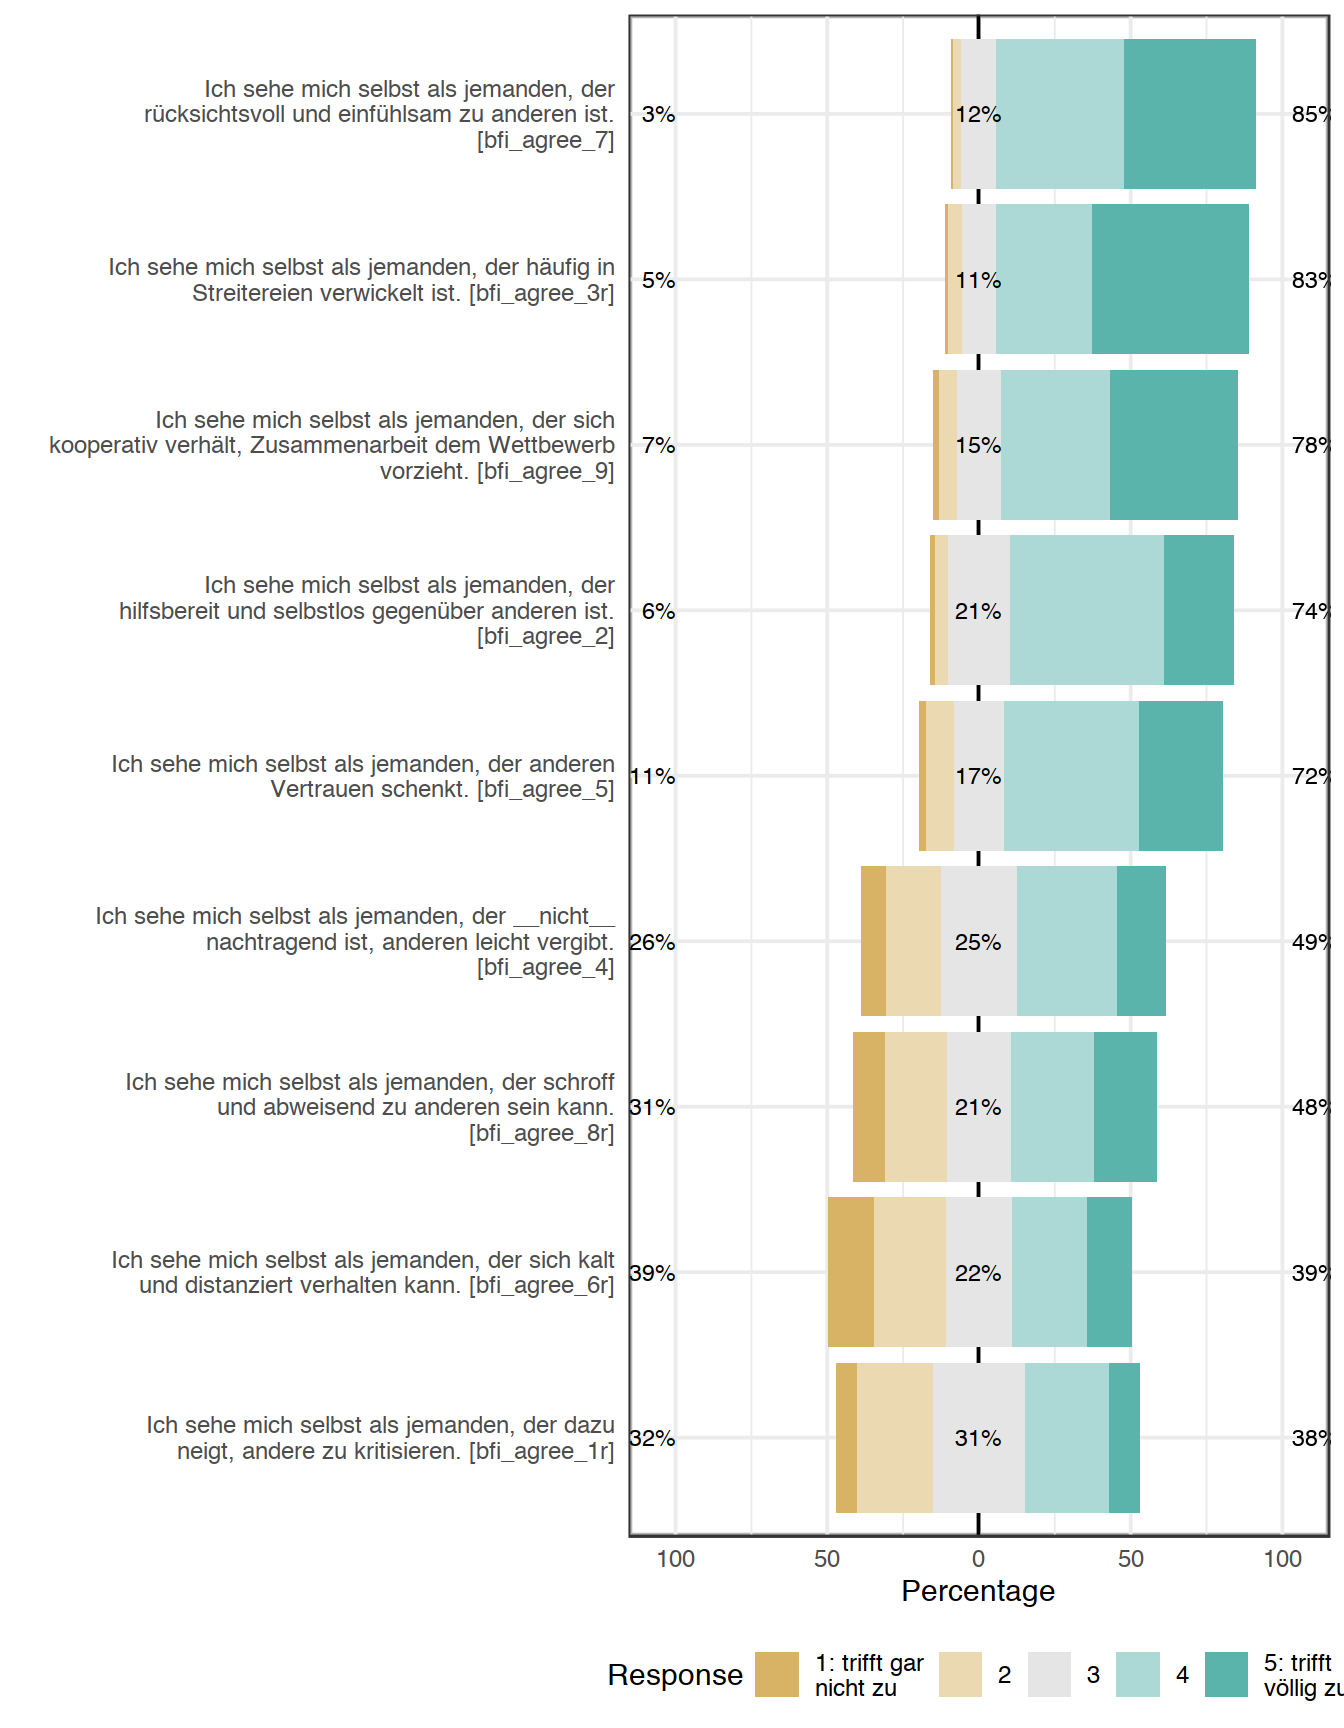 Ich sehe mich selbst als jemanden, der
rücksichtsvoll und einfühlsam zu anderen ist.
[bfi_agree_7]
3%
12%
85%
Ich sehe mich selbst als jemanden, der häufig in
Streitereien verwickelt ist. [bfi_agree_3r]
5%
11%
83%
Ich sehe mich selbst als jemanden, der sich
kooperativ verhält, Zusammenarbeit dem Wettbewerb
vorzieht. [bfi_agree_9]
7%
15%
78%
Ich sehe mich selbst als jemanden, der
hilfsbereit und selbstlos gegenüber anderen ist.
[bfi_agree_2]
6%
21%
74%
Ich sehe mich selbst als jemanden, der anderen
Vertrauen schenkt. [bfi_agree_5]
11%
17%
72%
Ich sehe mich selbst als jemanden, der __nicht__
nachtragend ist, anderen leicht vergibt.
[bfi_agree_4]
26%
25%
49%
Ich sehe mich selbst als jemanden, der schroff
und abweisend zu anderen sein kann.
[bfi_agree_8r]
31%
21%
48%
Ich sehe mich selbst als jemanden, der sich kalt
und distanziert verhalten kann. [bfi_agree_6r]
39%
22%
39%
Ich sehe mich selbst als jemanden, der dazu
neigt, andere zu kritisieren. [bfi_agree_1r]
32%
31%
38%
100 50 0 50 100
Percentage
Response
1: trifft gar
nicht zu
2
3
4
5: trifft
völlig zu